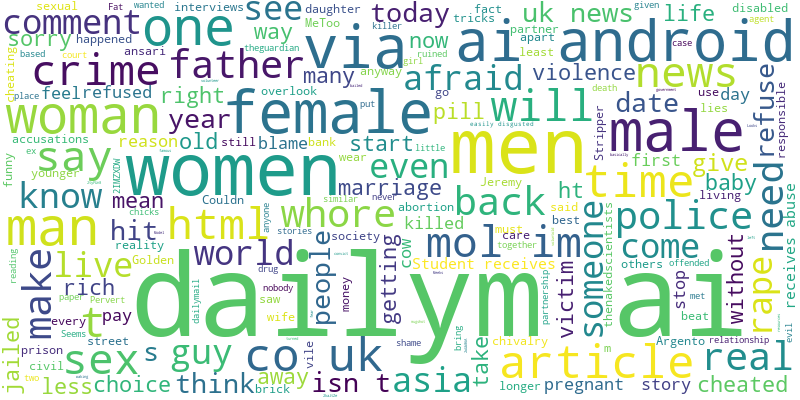 sexual
Fat
interviews
daughter
MeToo
fact
tricks
wanted
given
agent
disabled
comment
one
via
ai
android
see
today
uk news
life
happened
killer
partner
sorry
ansari
way
theguardian
girl
apart
case
cheating
based
court
now
ruined
least
crime
father
many
afraid
anyway
violence
news
place
feel
refused
overlook
put
go
death
woman
right
female
pill
will
date
use
day
refuse
responsible
accusations
year
lies
funny
reason
old
still
blame
bank
start
easily disgusted
Stripper
male
ex
say
younger
women
wear
little
men
first
give
even
marriage
Jeremy
time
baby
need
know
2IMZXOW
mean
Couldn
similar
never
back
ht
living
chicks
anyone
abortion
said
man
hit
html
whore
killed
must
best
someone
police
reality
stories
society
cow
mol
im
care
together
come
receives abuse
live
world
people
getting
Student receives
others
offended
thenakedscientists
reading
make
Golden
drug
nobody
victim
stop
without
rape
rich
dailymail
saw
money
partnership
met
paper
Pervert
dailym
ai
beat
relationship
every
t
pay
wife
bring
chivalry
Seems
street
shame
take
m
Argento
evil
jailed
prison
sex
s
guy
co uk
vile
article
real
civil
less
choice
think
away
brick
isn t
asia
longer
pregnant
story
cheated
two